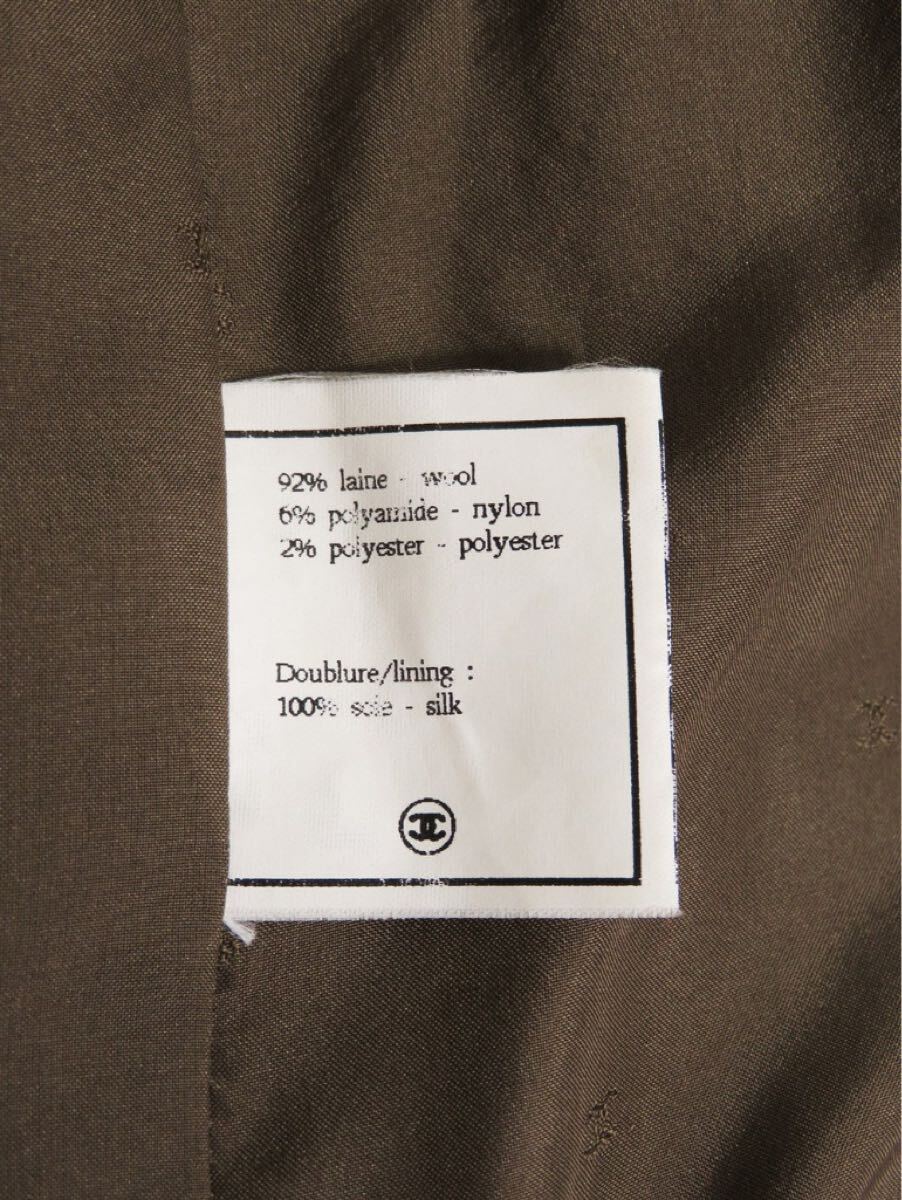 92% laine - wool
6% polyamide - nylon
2% polyester - polyester
Doublure/lining :
100% soie - silk